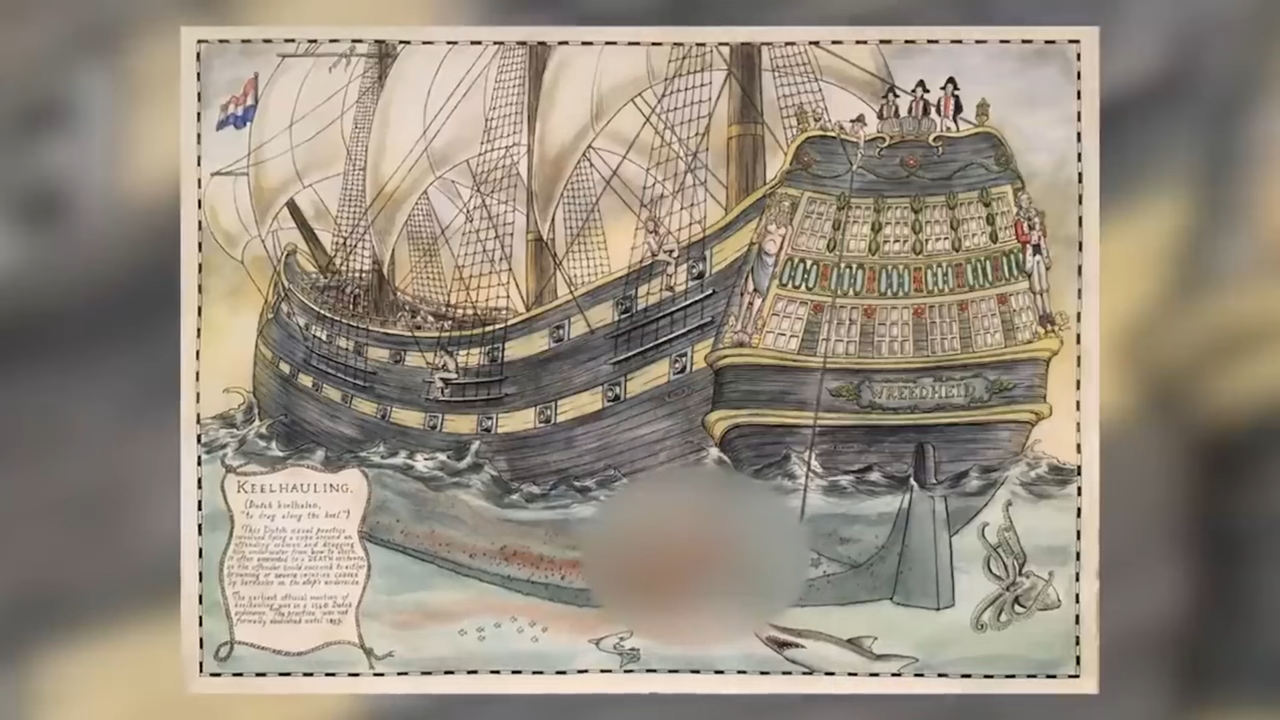 WREEDHEID
KEELHAULING.
(Dutch keelhalen,
"to drag along the keel.")
This Dutch naval practice
involved tying a rope around an
offending seaman and dragging
him underwater from bow to stern.
It often amounted to a DEATH sentence,
as the offender could succumb to either
drowning or severe injuries caused
by barnacles on the ship's underside.
The earliest official mention of
keelhauling was in a 1560 Dutch
ordinance. The practice was not
formally abolished until 1853.